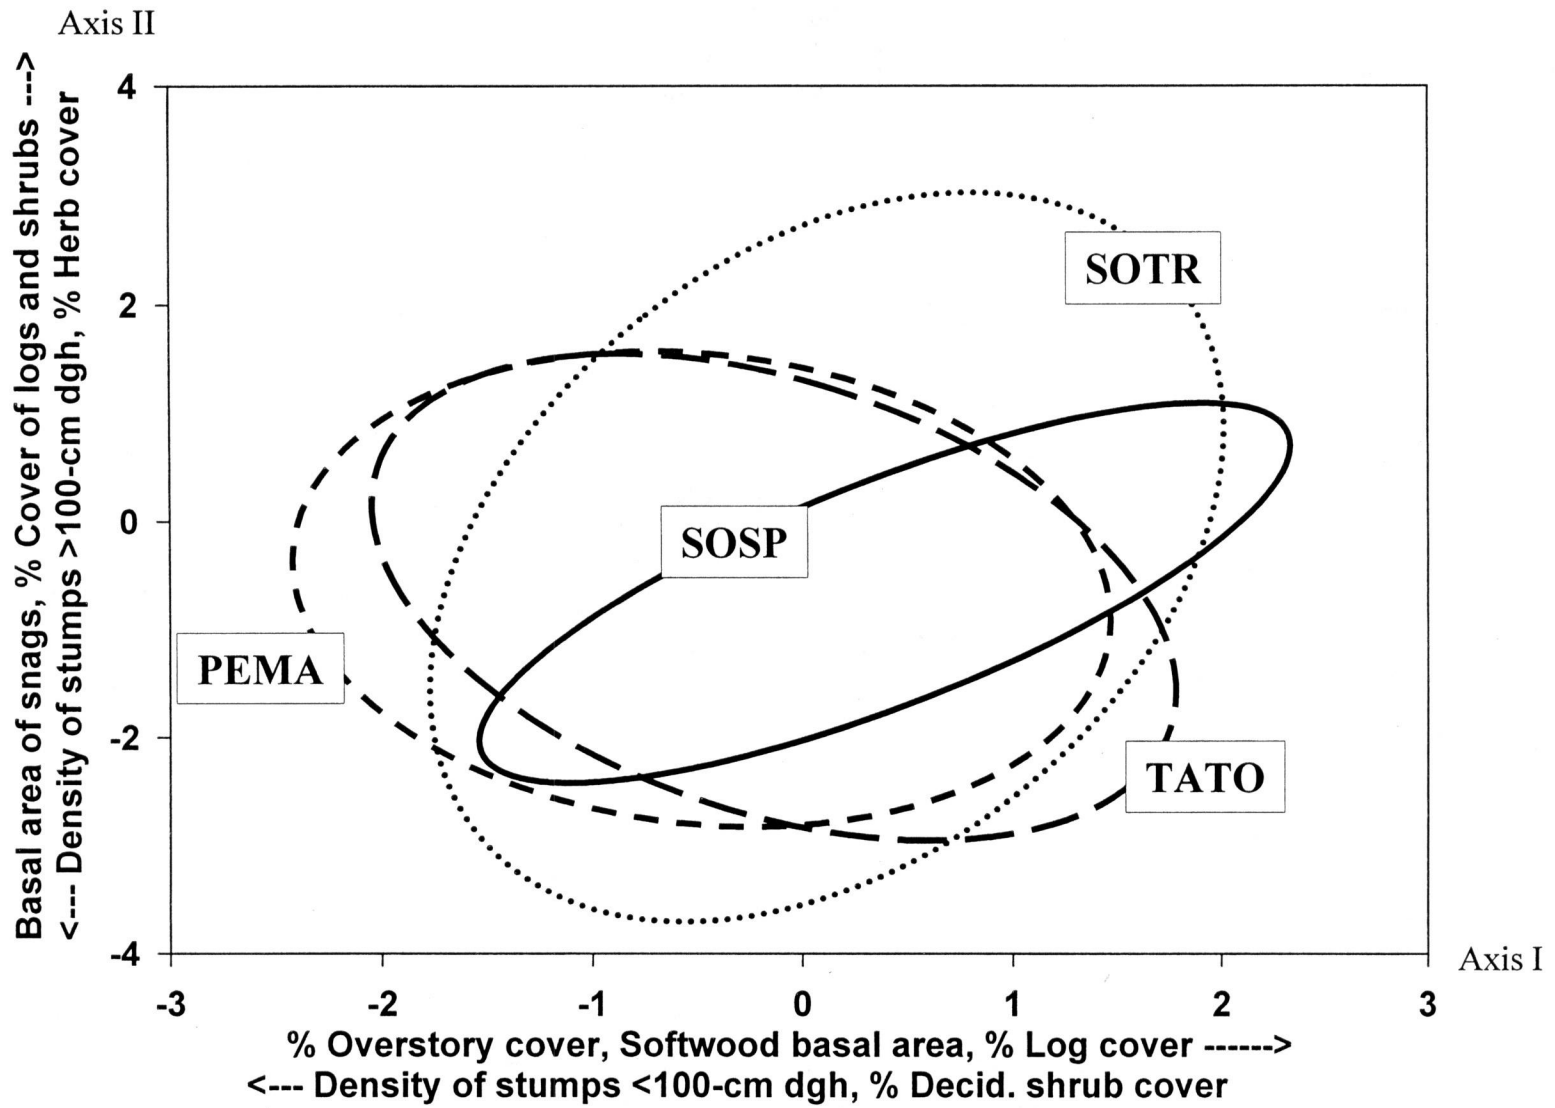 Axis II
Basal area of snags, % Cover of logs and shrubs --->
<--- Density of stumps >100-cm dgh, % Herb cover
4
2
0
-2
-4
SOTR
SOSP
PEMA
TATO
-3
-2
-1
0
1
2
3
Axis I
% Overstory cover, Softwood basal area, % Log cover ------>
<--- Density of stumps <100-cm dgh, % Decid. shrub cover